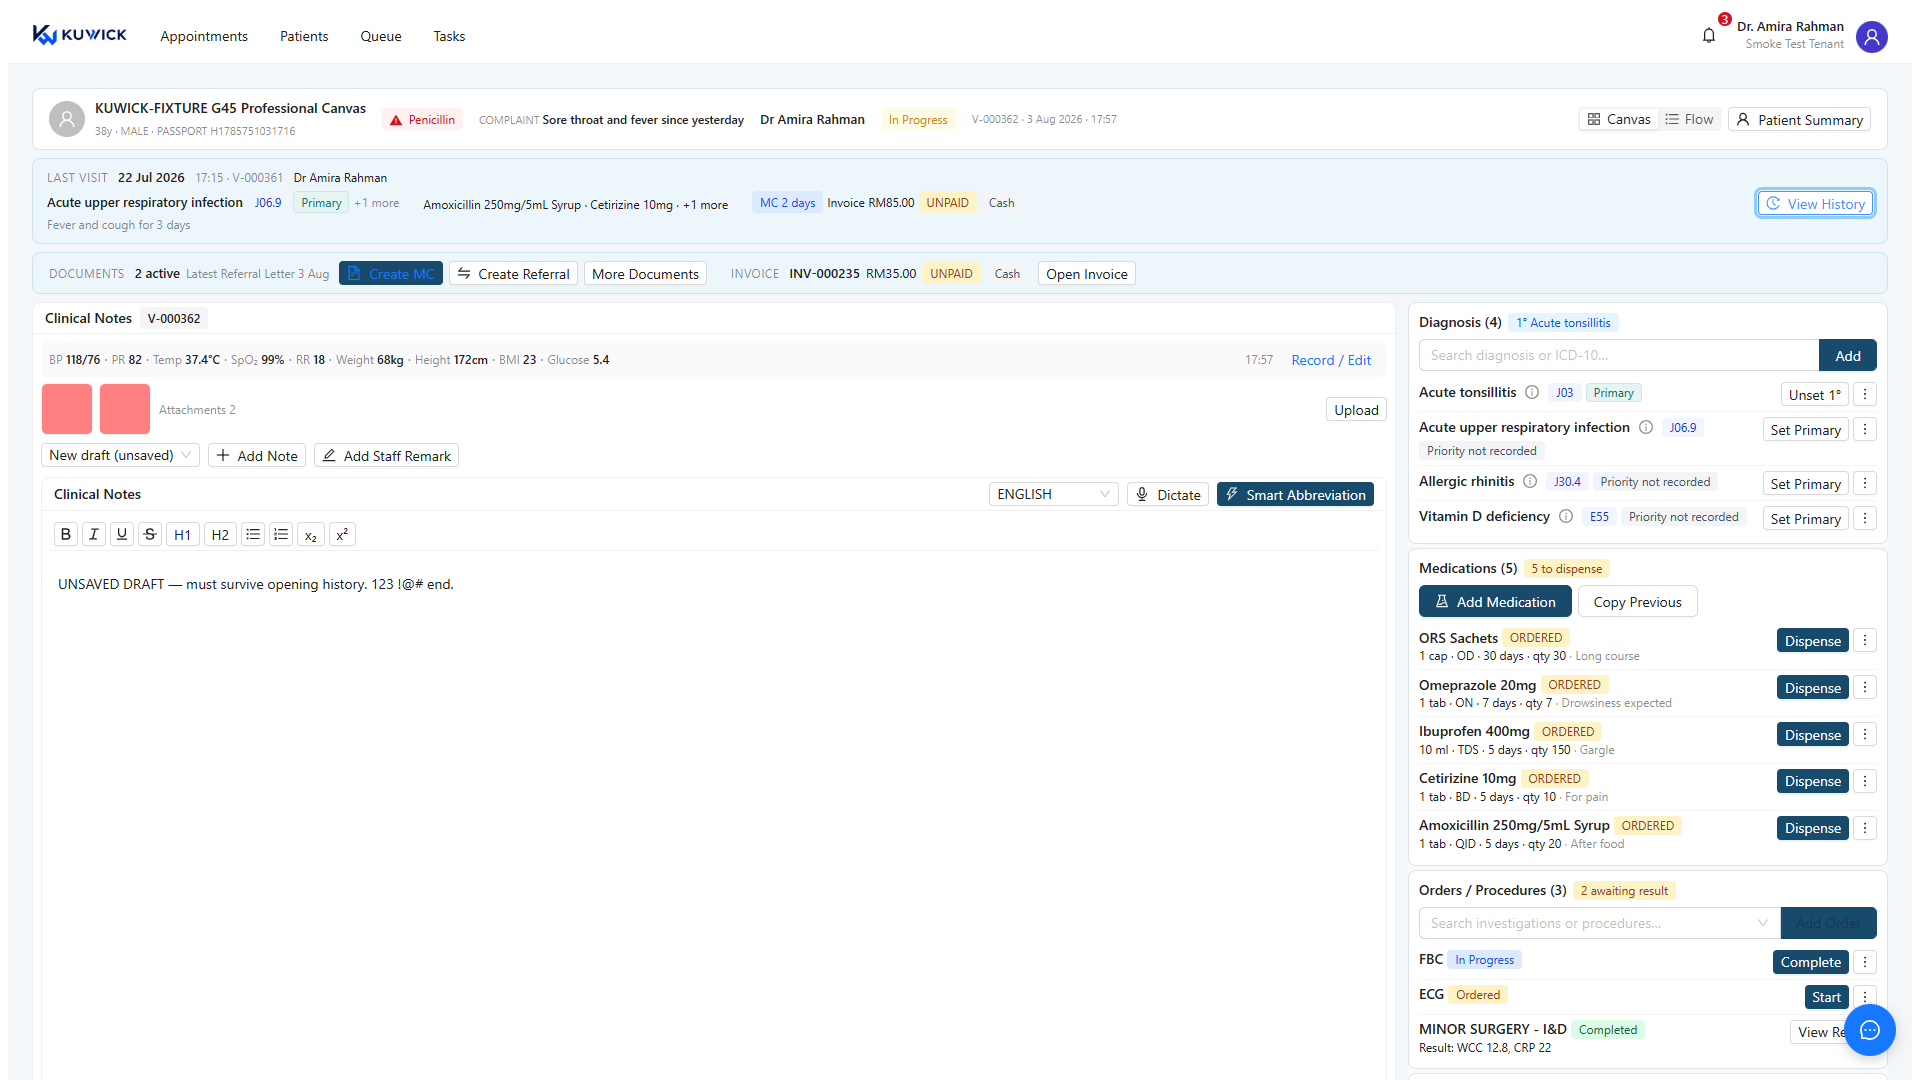 KUWICK
Appointments
Patients
Queue
Tasks
3
Dr. Amira Rahman
Smoke Test Tenant
KUWICK-FIXTURE G45 Professional Canvas
38y · MALE · PASSPORT H1785751031716
Penicillin
COMPLAINT Sore throat and fever since yesterday
Dr Amira Rahman
In Progress
V-000362 · 3 Aug 2026 · 17:57
Canvas
Flow
Patient Summary
LAST VISIT 22 Jul 2026 17:15 · V-000361 Dr Amira Rahman
Acute upper respiratory infection J06.9 Primary +1 more
Amoxicillin 250mg/5mL Syrup · Cetirizine 10mg · +1 more
MC 2 days Invoice RM85.00 UNPAID Cash
View History
Fever and cough for 3 days
DOCUMENTS 2 active Latest Referral Letter 3 Aug
Create MC
Create Referral
More Documents
INVOICE INV-000235 RM35.00 UNPAID Cash
Open Invoice
Clinical Notes V-000362
BP 118/76 · PR 82 · Temp 37.4°C · SpO₂ 99% · RR 18 · Weight 68kg · Height 172cm · BMI 23 · Glucose 5.4
17:57
Record / Edit
Attachments 2
Upload
New draft (unsaved)
Add Note
Add Staff Remark
Clinical Notes
ENGLISH
Dictate
Smart Abbreviation
B I U S H1 H2 x₂ x²
UNSAVED DRAFT — must survive opening history. 123 !@# end.
Diagnosis (4) 1° Acute tonsillitis
Search diagnosis or ICD-10...
Add
Acute tonsillitis J03 Primary
Unset 1°
Acute upper respiratory infection J06.9
Set Primary
Priority not recorded
Allergic rhinitis J30.4 Priority not recorded
Set Primary
Vitamin D deficiency E55 Priority not recorded
Set Primary
Medications (5) 5 to dispense
Add Medication
Copy Previous
ORS Sachets ORDERED
Dispense
1 cap · OD · 30 days · qty 30 · Long course
Omeprazole 20mg ORDERED
Dispense
1 tab · ON · 7 days · qty 7 · Drowsiness expected
Ibuprofen 400mg ORDERED
Dispense
10 ml · TDS · 5 days · qty 150 · Gargle
Cetirizine 10mg ORDERED
Dispense
1 tab · BD · 5 days · qty 10 · For pain
Amoxicillin 250mg/5mL Syrup ORDERED
Dispense
1 tab · QID · 5 days · qty 20 · After food
Orders / Procedures (3) 2 awaiting result
Search investigations or procedures...
Add Order
FBC In Progress
Complete
ECG Ordered
Start
MINOR SURGERY - I&D Completed
View Re
Result: WCC 12.8, CRP 22